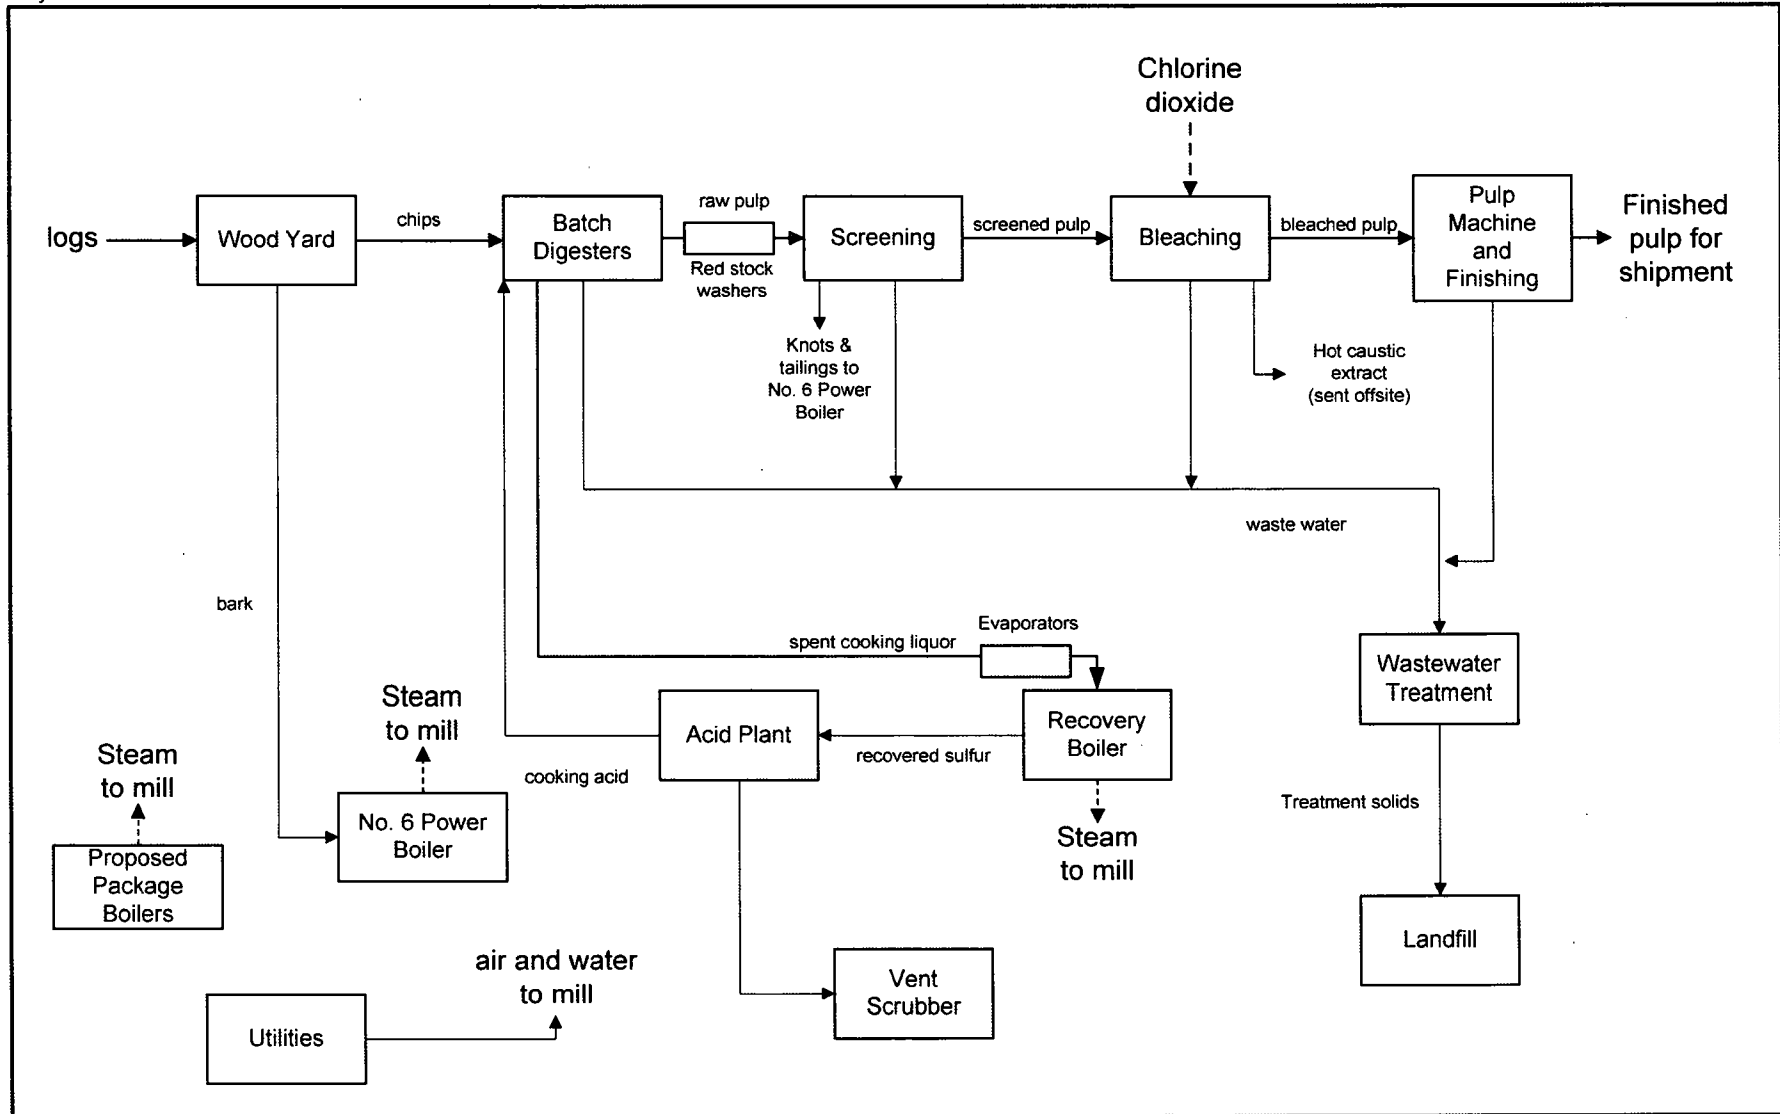 Chlorine
dioxide
logs
Wood Yard
chips
Batch
Digesters
raw pulp
Red stock
washers
Screening
screened pulp
Bleaching
bleached pulp
Pulp
Machine
and
Finishing
Finished
pulp for
shipment
Knots &
tailings to
No. 6 Power
Boiler
Hot caustic
extract
(sent offsite)
waste water
bark
spent cooking liquor
Evaporators
Wastewater
Treatment
Steam
to mill
Acid Plant
recovered sulfur
Recovery
Boiler
Steam
to mill
cooking acid
No. 6 Power
Boiler
Steam
to mill
Treatment solids
Proposed
Package
Boilers
Landfill
air and water
to mill
Vent
Scrubber
Utilities